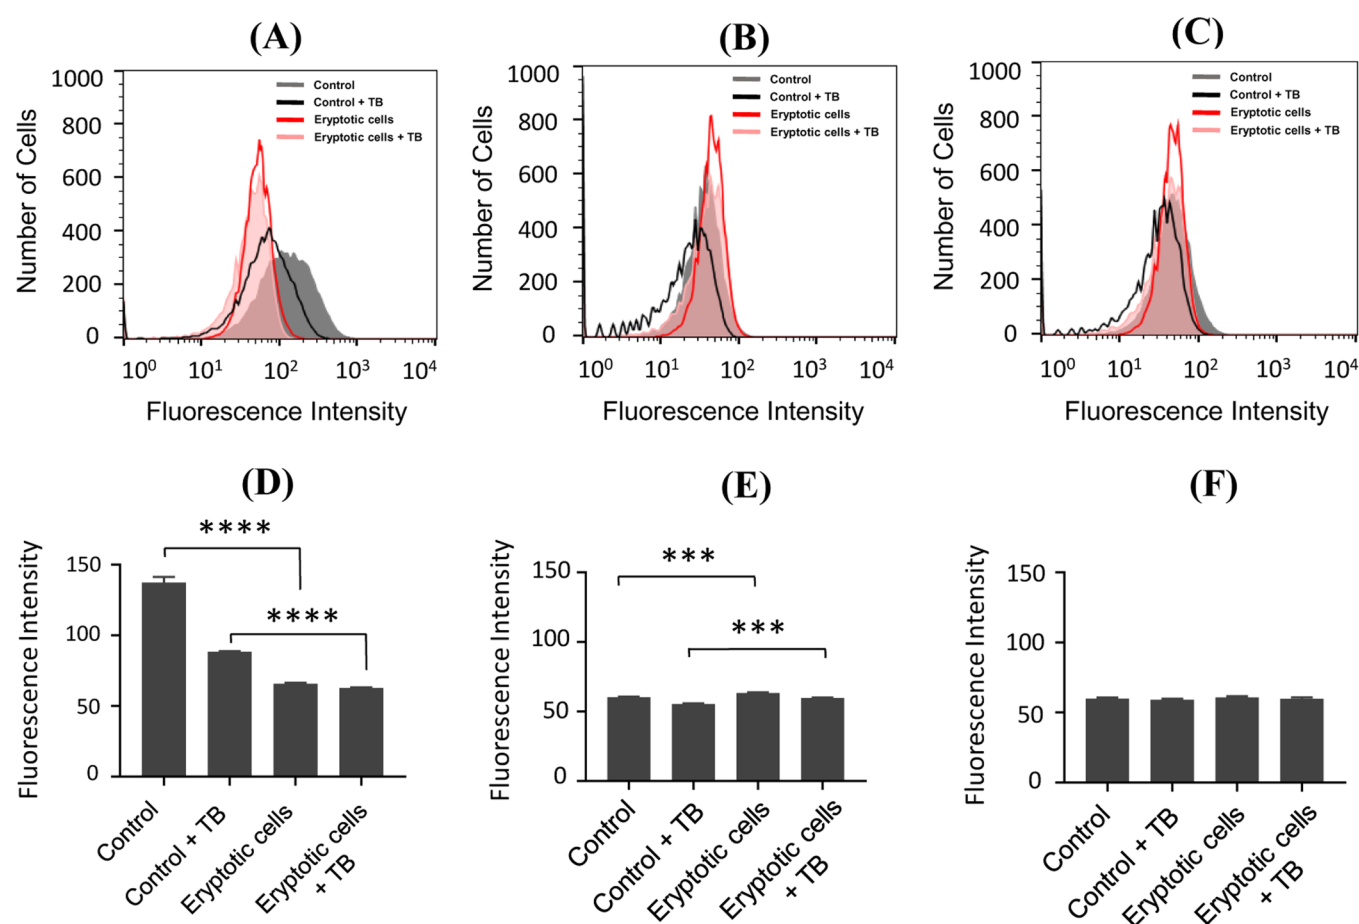 (A)
1000
800
600
400
200
0
Number of Cells
Control
Control + TB
Eryptotic cells
Eryptotic cells + TB
10⁰ 10¹ 10² 10³ 10⁴
Fluorescence Intensity
(B)
1000
800
600
400
200
0
Number of Cells
Control
Control + TB
Eryptotic cells
Eryptotic cells + TB
10⁰ 10¹ 10² 10³ 10⁴
Fluorescence Intensity
(C)
1000
800
600
400
200
0
Number of Cells
Control
Control + TB
Eryptotic cells
Eryptotic cells + TB
10⁰ 10¹ 10² 10³ 10⁴
Fluorescence Intensity
(D)
Fluorescence Intensity
150
100
50
0
****
****
Control
Control + TB
Eryptotic cells
Eryptotic cells
+ TB
(E)
Fluorescence Intensity
150
100
50
0
***
***
Control
Control + TB
Eryptotic cells
Eryptotic cells
+ TB
(F)
Fluorescence Intensity
150
100
50
0
Control
Control + TB
Eryptotic cells
Eryptotic cells
+ TB